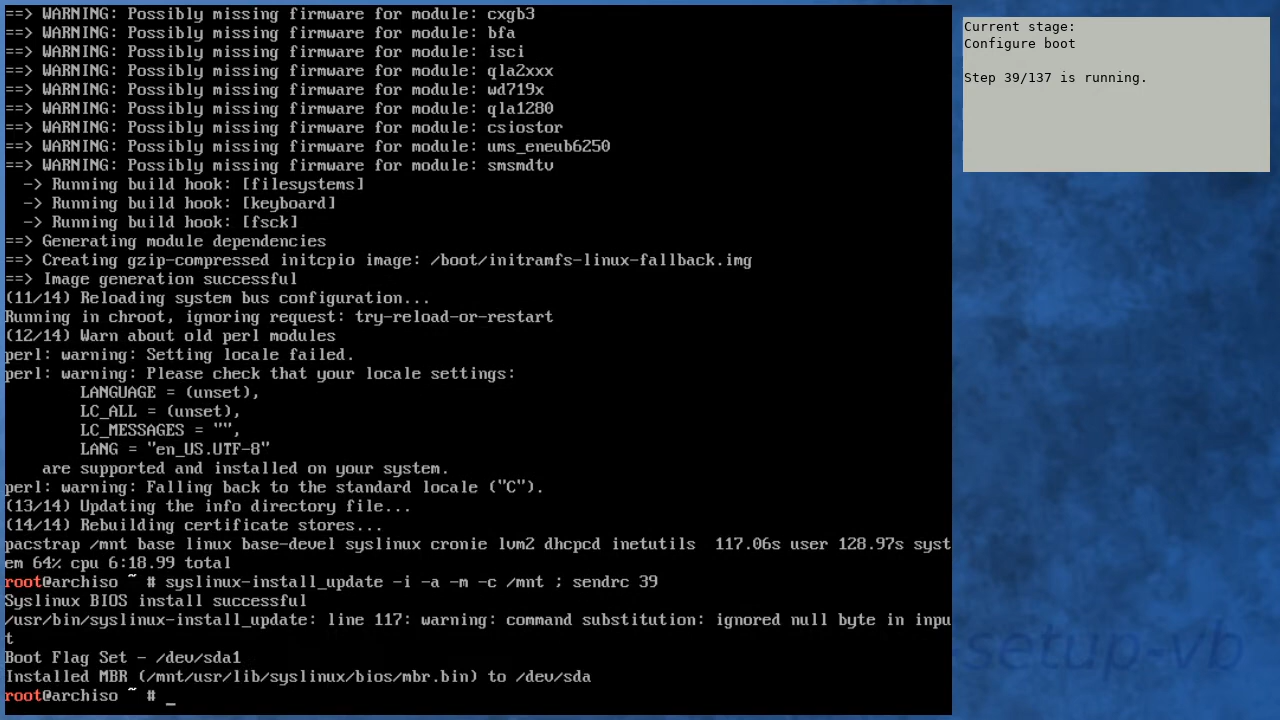 ==> WARNING: Possibly missing firmware for module: cxgb3
==> WARNING: Possibly missing firmware for module: bfa
==> WARNING: Possibly missing firmware for module: isci
==> WARNING: Possibly missing firmware for module: qla2xxx
==> WARNING: Possibly missing firmware for module: wd719x
==> WARNING: Possibly missing firmware for module: qla1280
==> WARNING: Possibly missing firmware for module: csiostor
==> WARNING: Possibly missing firmware for module: ums_eneub6250
==> WARNING: Possibly missing firmware for module: smsmdtv
  -> Running build hook: [filesystems]
  -> Running build hook: [keyboard]
  -> Running build hook: [fsck]
==> Generating module dependencies
==> Creating gzip-compressed initcpio image: /boot/initramfs-linux-fallback.img
==> Image generation successful
(11/14) Reloading system bus configuration...
Running in chroot, ignoring request: try-reload-or-restart
(12/14) Warn about old perl modules
perl: warning: Setting locale failed.
perl: warning: Please check that your locale settings:
        LANGUAGE = (unset),
        LC_ALL = (unset),
        LC_MESSAGES = "",
        LANG = "en_US.UTF-8"
    are supported and installed on your system.
perl: warning: Falling back to the standard locale ("C").
(13/14) Updating the info directory file...
(14/14) Rebuilding certificate stores...
pacstrap /mnt base linux base-devel syslinux cronie lvm2 dhcpcd inetutils  117.06s user 128.97s syst
em 64% cpu 6:18.99 total
root@archiso ~ # syslinux-install_update -i -a -m -c /mnt ; sendrc 39
Syslinux BIOS install successful
/usr/bin/syslinux-install_update: line 117: warning: command substitution: ignored null byte in inpu
t
Boot Flag Set - /dev/sda1
Installed MBR (/mnt/usr/lib/syslinux/bios/mbr.bin) to /dev/sda
root@archiso ~ # _
Current stage:
Configure boot
Step 39/137 is running.
setup-vb